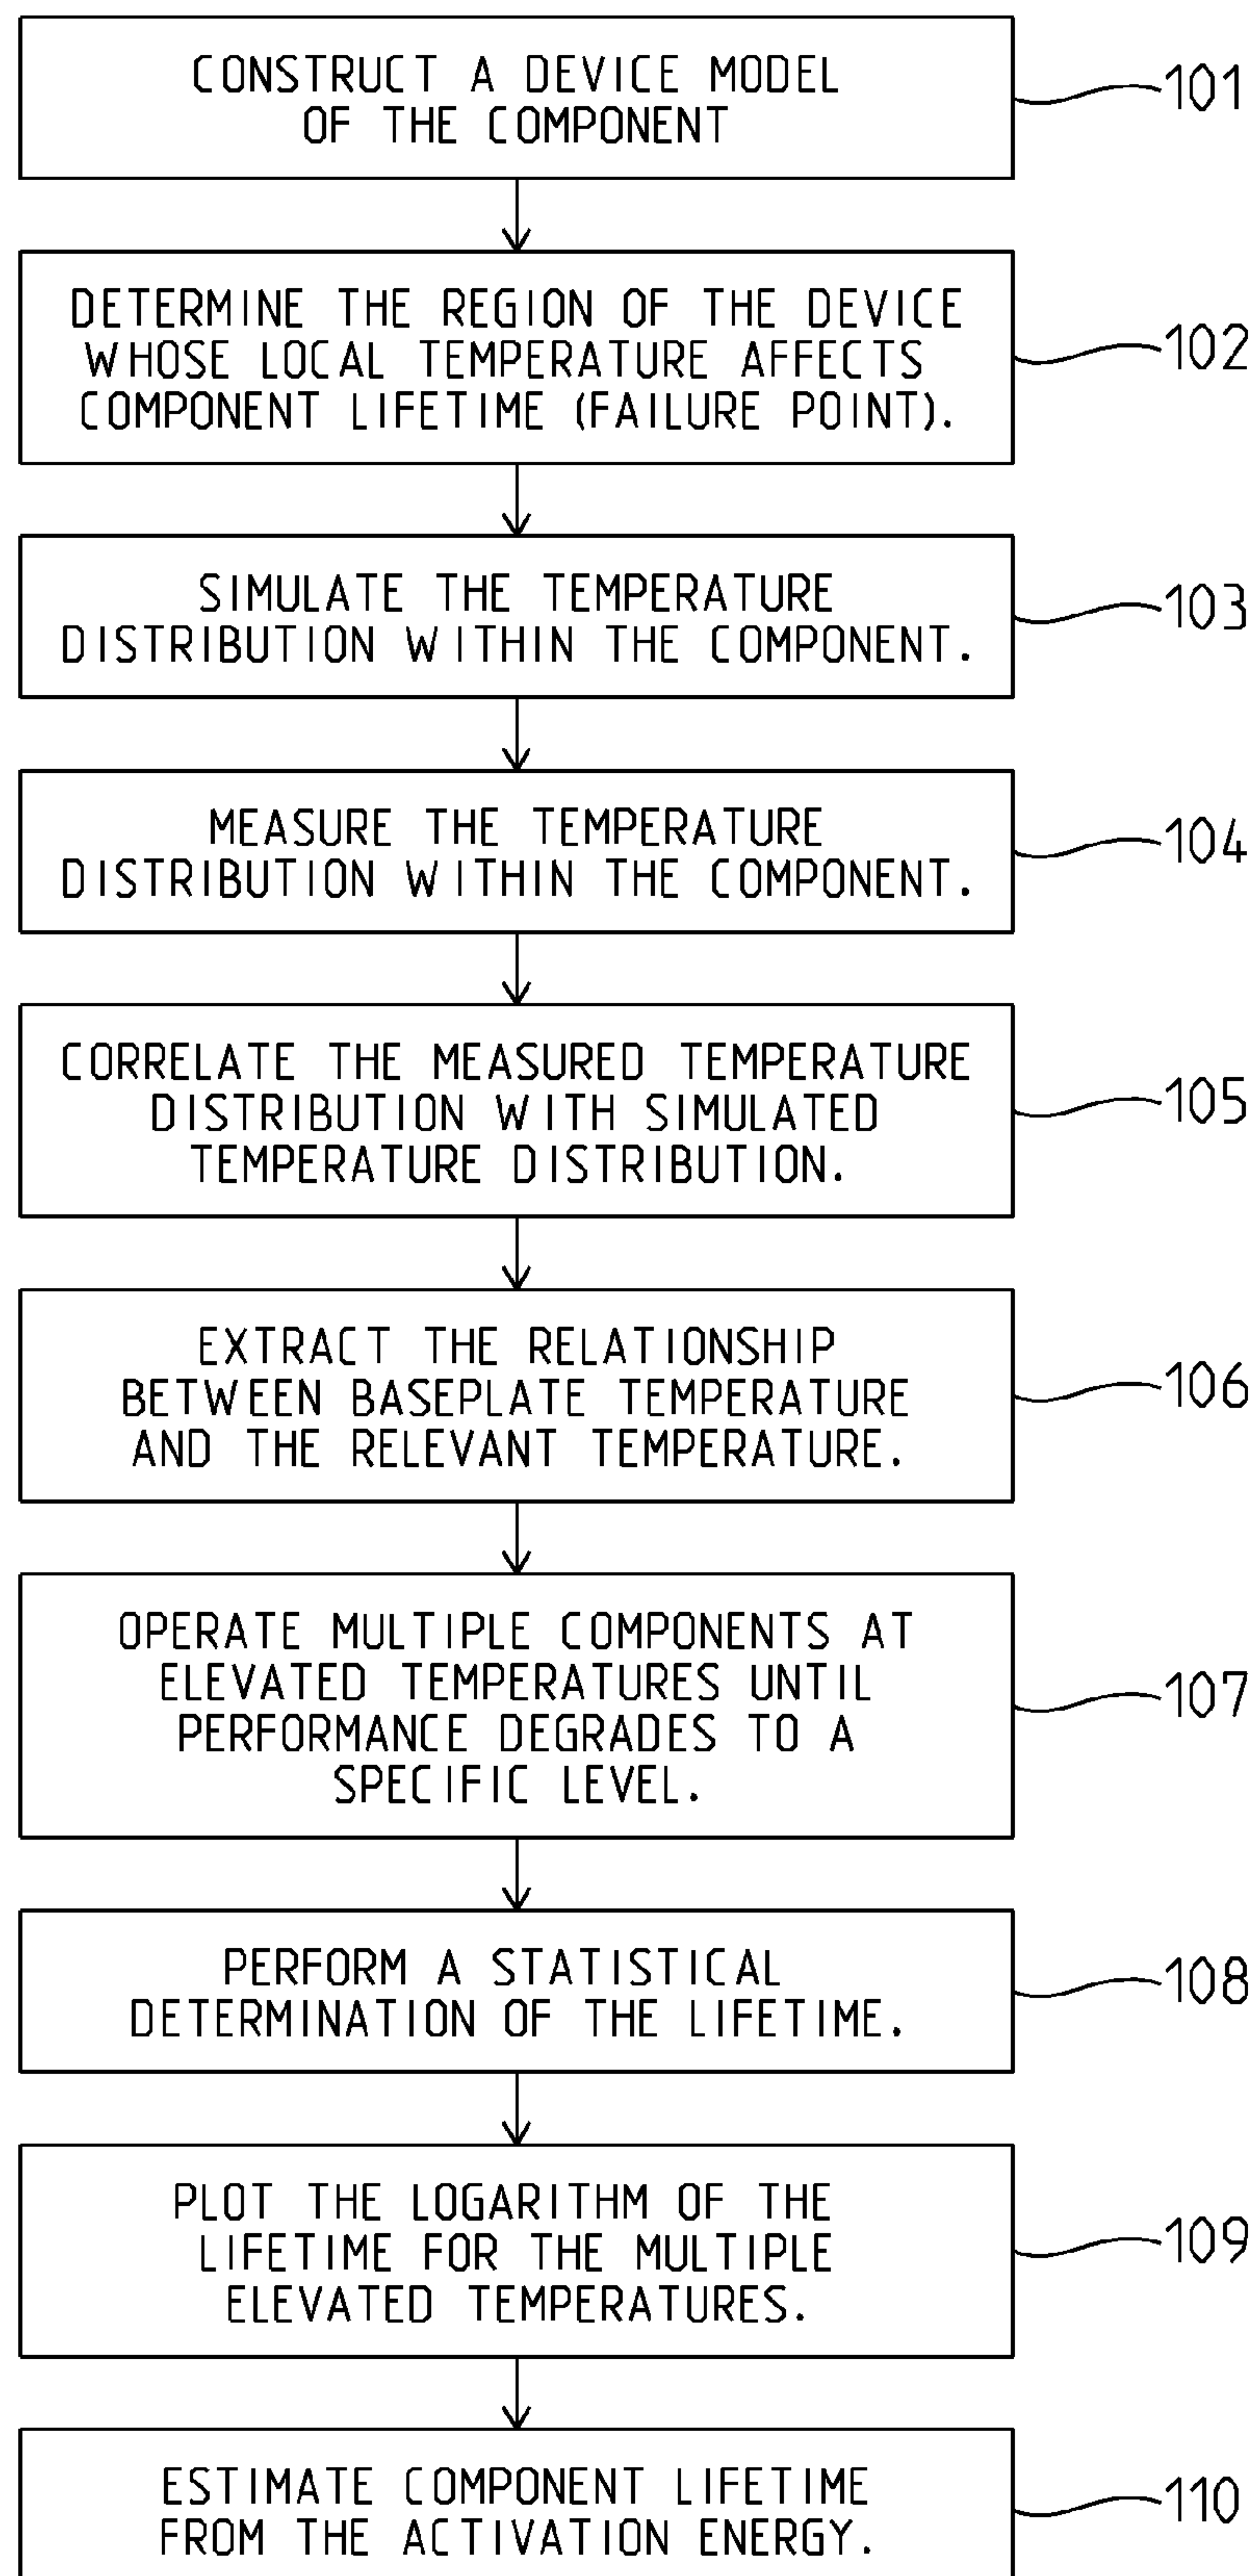 CONSTRUCT A DEVICE MODEL
OF THE COMPONENT
101
DETERMINE THE REGION OF THE DEVICE
WHOSE LOCAL TEMPERATURE AFFECTS
COMPONENT LIFETIME (FAILURE POINT).
102
SIMULATE THE TEMPERATURE
DISTRIBUTION WITHIN THE COMPONENT.
103
MEASURE THE TEMPERATURE
DISTRIBUTION WITHIN THE COMPONENT.
104
CORRELATE THE MEASURED TEMPERATURE
DISTRIBUTION WITH SIMULATED
TEMPERATURE DISTRIBUTION.
105
EXTRACT THE RELATIONSHIP
BETWEEN BASEPLATE TEMPERATURE
AND THE RELEVANT TEMPERATURE.
106
OPERATE MULTIPLE COMPONENTS AT
ELEVATED TEMPERATURES UNTIL
PERFORMANCE DEGRADES TO A
SPECIFIC LEVEL.
107
PERFORM A STATISTICAL
DETERMINATION OF THE LIFETIME.
108
PLOT THE LOGARITHM OF THE
LIFETIME FOR THE MULTIPLE
ELEVATED TEMPERATURES.
109
ESTIMATE COMPONENT LIFETIME
FROM THE ACTIVATION ENERGY.
110